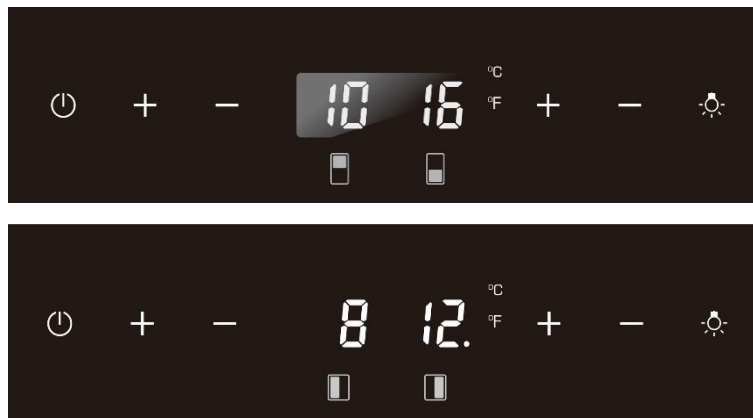 + − 10 16 °C °F + −
+ − 8 12. °C °F + −